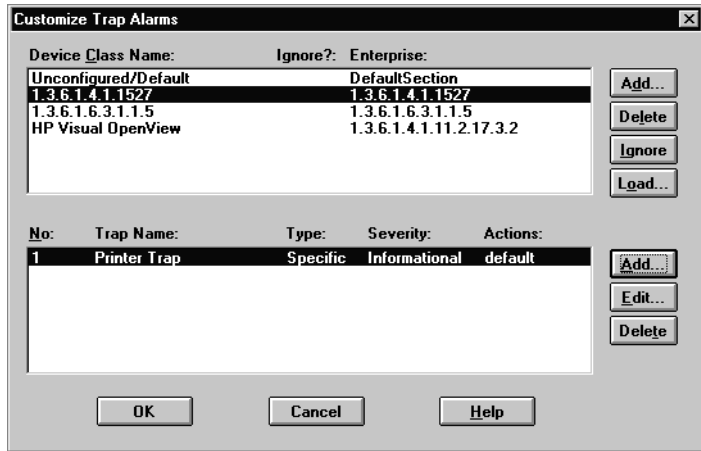 Customize Trap Alarms
Device Class Name: Ignore?: Enterprise:
Unconfigured/Default DefaultSection
1.3.6.1.4.1.1527 1.3.6.1.4.1.1527
1.3.6.1.6.3.1.1.5 1.3.6.1.6.3.1.1.5
HP Visual OpenView 1.3.6.1.4.1.11.2.17.3.2
Add...
Delete
Ignore
Load...
No: Trap Name: Type: Severity: Actions:
1 Printer Trap Specific Informational default
Add...
Edit...
Delete
OK Cancel Help